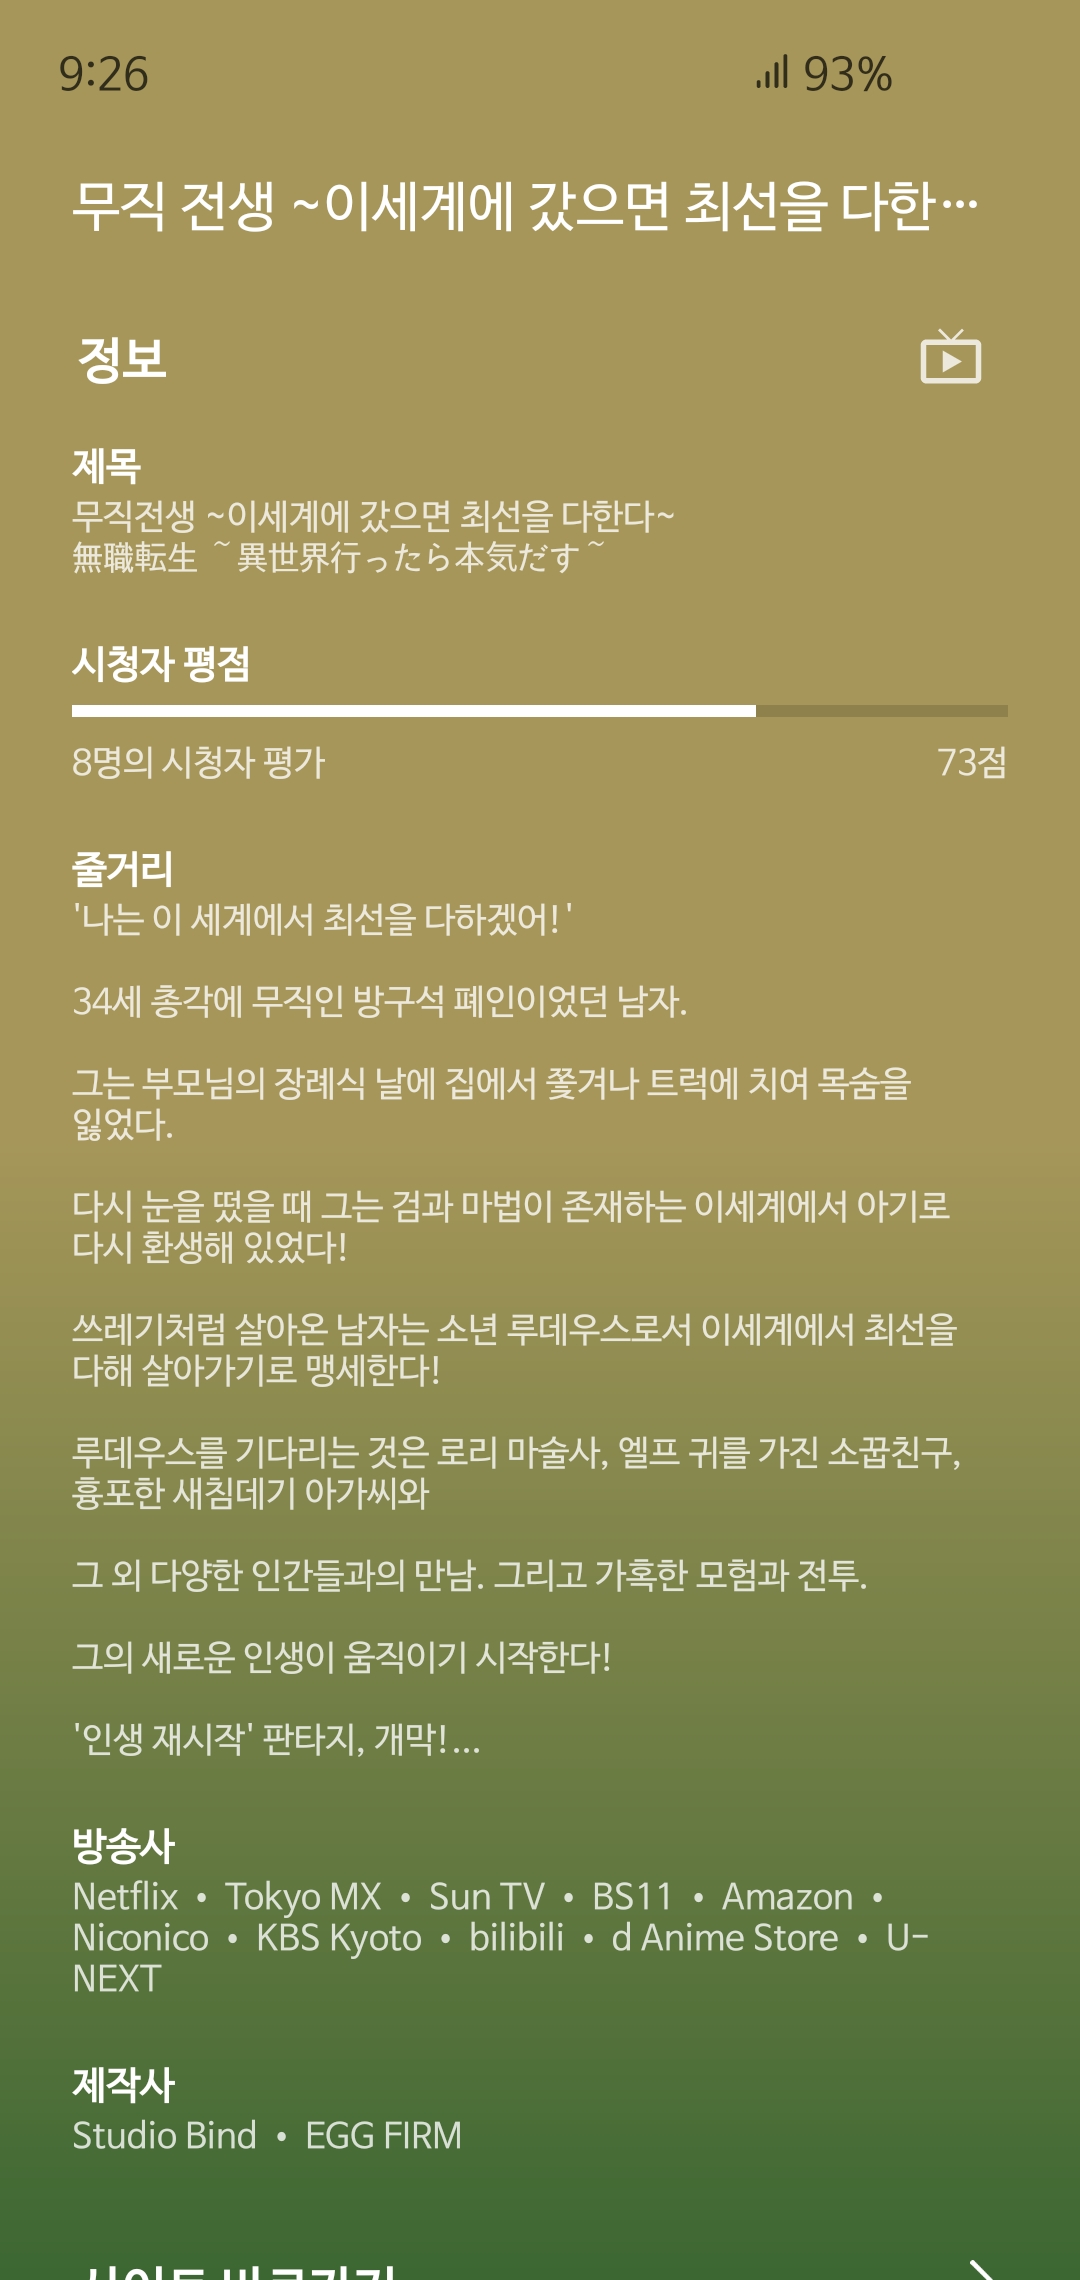 9:26
93%
무직 전생 ~이세계에 갔으면 최선을 다한…
정보
제목
무직전생 ~이세계에 갔으면 최선을 다한다~
無職転生 ~異世界行ったら本気だす~
시청자 평점
8명의 시청자 평가
73점
줄거리
'나는 이 세계에서 최선을 다하겠어!'
34세 총각에 무직인 방구석 폐인이었던 남자.
그는 부모님의 장례식 날에 집에서 쫓겨나 트럭에 치여 목숨을
잃었다.
다시 눈을 떴을 때 그는 검과 마법이 존재하는 이세계에서 아기로
다시 환생해 있었다!
쓰레기처럼 살아온 남자는 소년 루데우스로서 이세계에서 최선을
다해 살아가기로 맹세한다!
루데우스를 기다리는 것은 로리 마술사, 엘프 귀를 가진 소꿉친구,
흉포한 새침데기 아가씨와
그 외 다양한 인간들과의 만남. 그리고 가혹한 모험과 전투.
그의 새로운 인생이 움직이기 시작한다!
'인생 재시작' 판타지, 개막!...
방송사
Netflix • Tokyo MX • Sun TV • BS11 • Amazon •
Niconico • KBS Kyoto • bilibili • d Anime Store • U-
NEXT
제작사
Studio Bind • EGG FIRM
사이트 바로가기